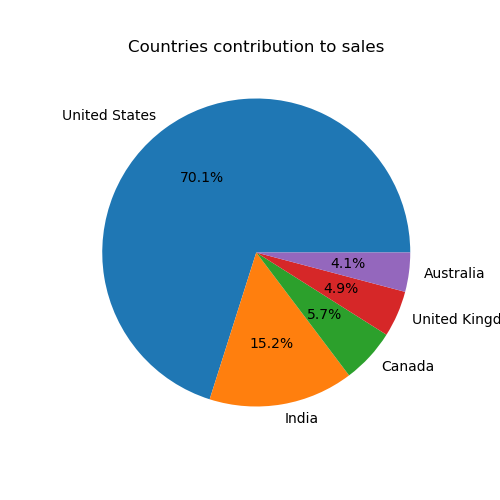 Countries contribution to sales
United States
70.1%
4.1%
Australia
4.9%
United Kingd
5.7%
15.2%
Canada
India